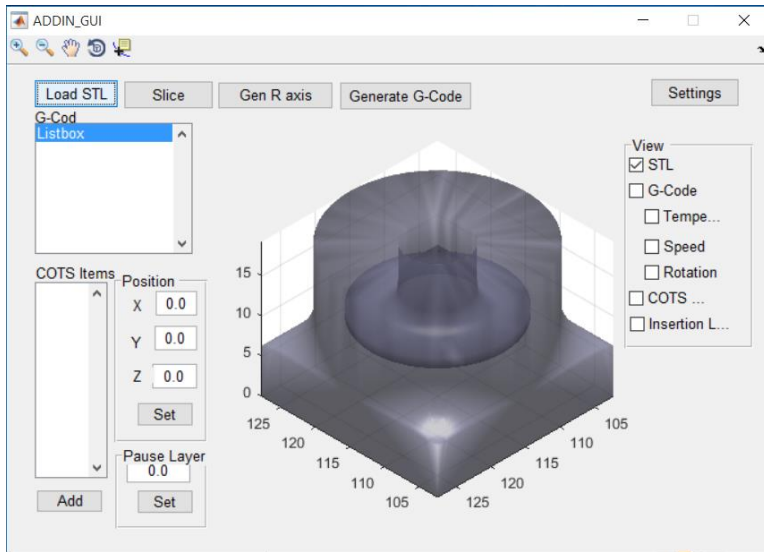 ADDIN_GUI
Load STL
Slice
Gen R axis
Generate G-Code
Settings
G-Cod
Listbox
View
STL
G-Code
Tempe...
Speed
Rotation
COTS ...
Insertion L...
COTS Items
Position
X 0.0
Y 0.0
Z 0.0
Set
Pause Layer
0.0
Set
Add
15
10
5
0
125
120
115
110
105
125
120
115
110
105